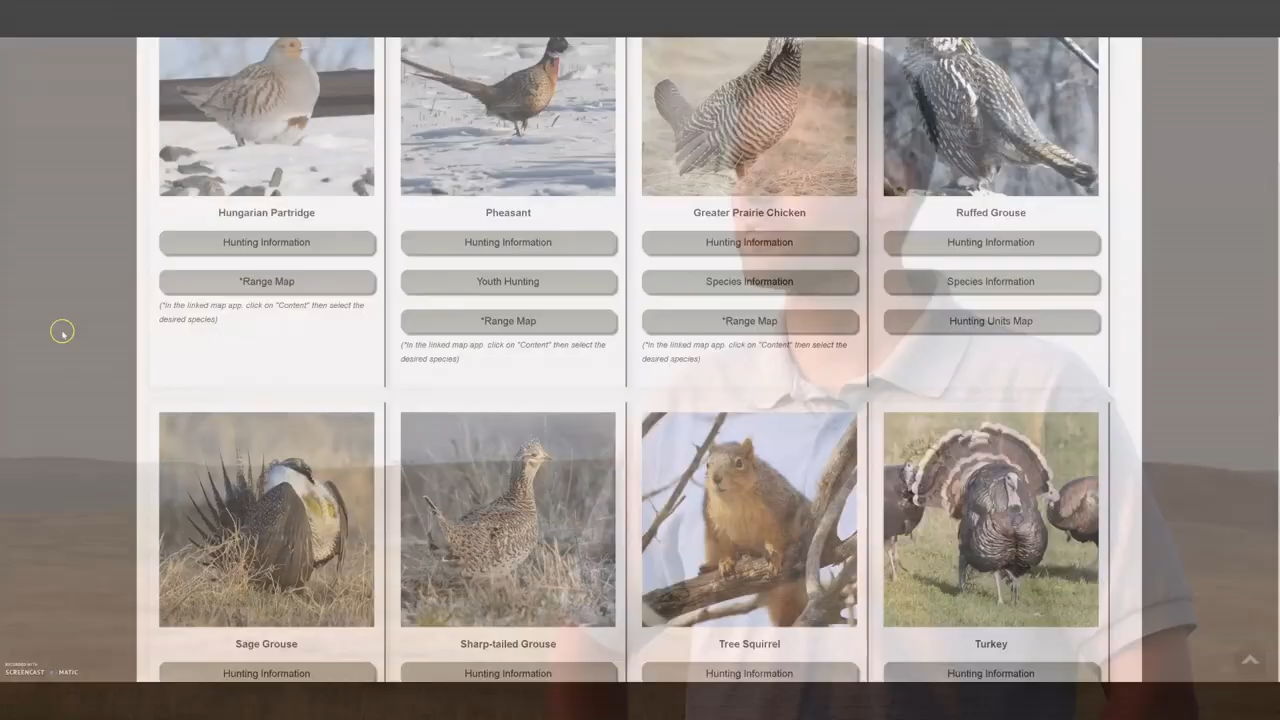 Hungarian Partridge
Pheasant
Greater Prairie Chicken
Ruffed Grouse
Hunting Information
Hunting Information
Hunting Information
Hunting Information
*Range Map
Youth Hunting
Species Information
Species Information
(*In the linked map app. click on "Content" then select the
desired species)
*Range Map
*Range Map
Hunting Units Map
(*In the linked map app click on "Content" then select the
desired species)
(*In the linked map app click on "Content" then select the
desired species)
Sage Grouse
Sharp-tailed Grouse
Tree Squirrel
Turkey
Hunting Information
Hunting Information
Hunting Information
Hunting Information
RECORDED WITH
SCREENCAST MATIC